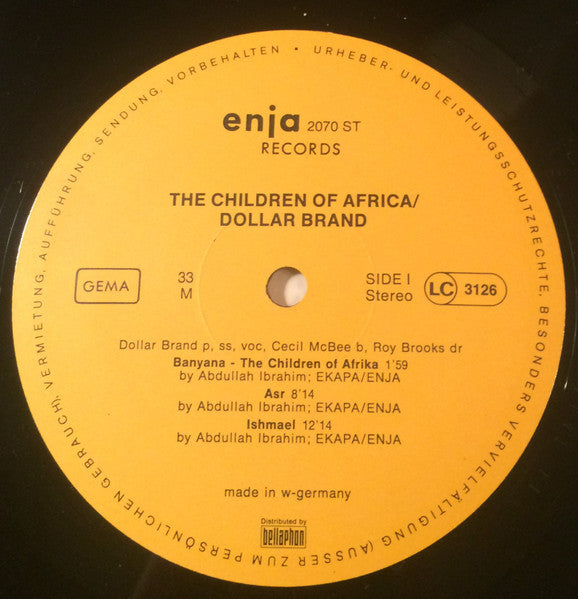 URHEBER- UND LEISTUNGSSCHUTZRECHTE, BESONDERS VERVIELFÄLTIGUNG (AUSSER ZUM PERSÖNLICHEN GEBRAUCH), VERMIETUNG, AUFFÜHRUNG, SENDUNG, VORBEHALTEN •
enja 2070 ST
RECORDS
THE CHILDREN OF AFRICA/
DOLLAR BRAND
GEMA
33
M
SIDE I
Stereo
LC 3126
Dollar Brand p, ss, voc, Cecil McBee b, Roy Brooks dr
Banyana - The Children of Afrika 1'59
by Abdullah Ibrahim; EKAPA/ENJA
Asr 8'14
by Abdullah Ibrahim; EKAPA/ENJA
Ishmael 12'14
by Abdullah Ibrahim; EKAPA/ENJA
made in w-germany
Distributed by
bellaphon